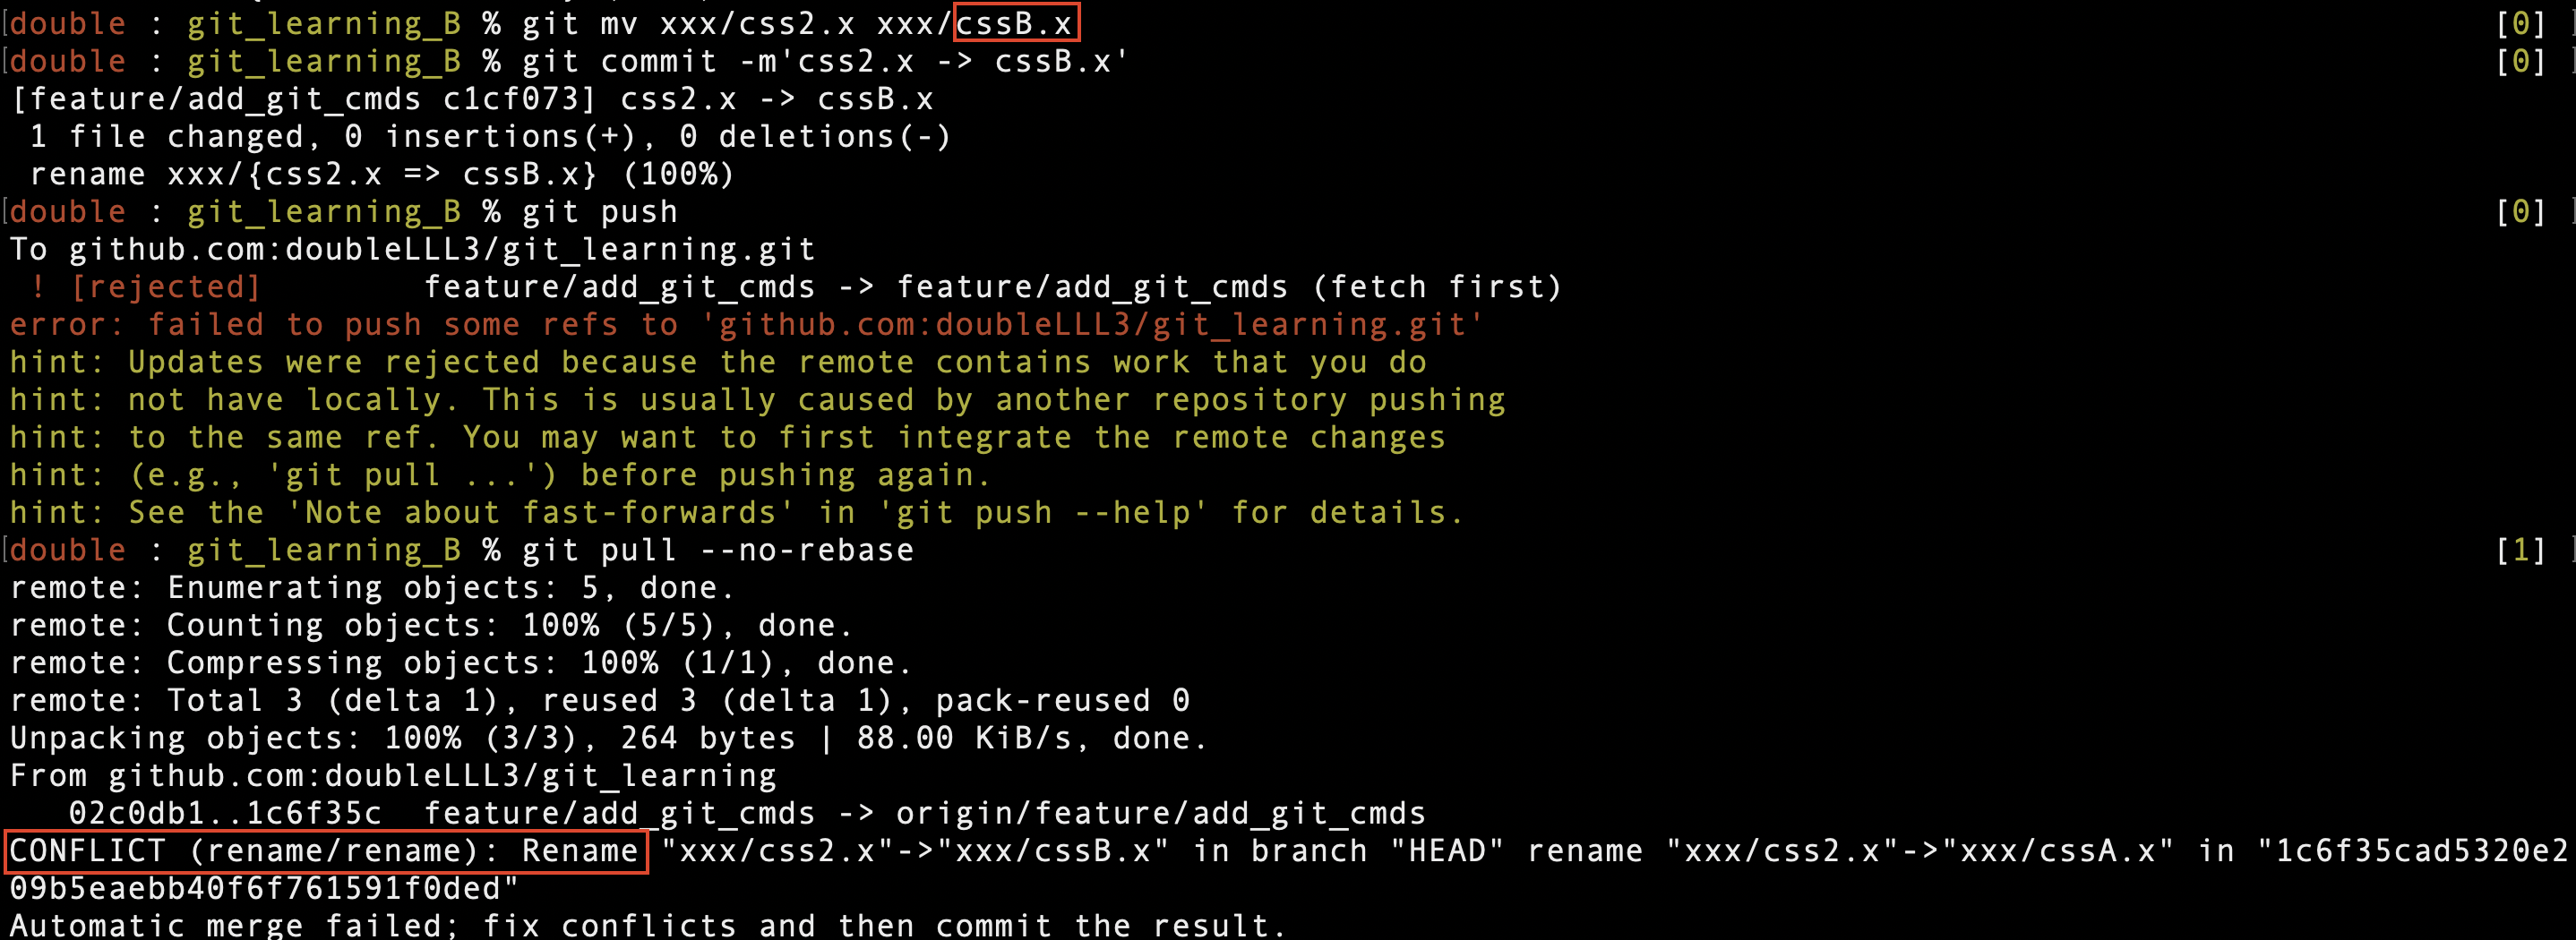 [double : git_learning_B % git mv xxx/css2.x xxx/cssB.x [0] ]
[double : git_learning_B % git commit -m'css2.x -> cssB.x' [0] ]
[feature/add_git_cmds c1cf073] css2.x -> cssB.x
 1 file changed, 0 insertions(+), 0 deletions(-)
 rename xxx/{css2.x => cssB.x} (100%)
[double : git_learning_B % git push [0] ]
To github.com:doubleLLL3/git_learning.git
 ! [rejected]        feature/add_git_cmds -> feature/add_git_cmds (fetch first)
error: failed to push some refs to 'github.com:doubleLLL3/git_learning.git'
hint: Updates were rejected because the remote contains work that you do
hint: not have locally. This is usually caused by another repository pushing
hint: to the same ref. You may want to first integrate the remote changes
hint: (e.g., 'git pull ...') before pushing again.
hint: See the 'Note about fast-forwards' in 'git push --help' for details.
[double : git_learning_B % git pull --no-rebase [1] ]
remote: Enumerating objects: 5, done.
remote: Counting objects: 100% (5/5), done.
remote: Compressing objects: 100% (1/1), done.
remote: Total 3 (delta 1), reused 3 (delta 1), pack-reused 0
Unpacking objects: 100% (3/3), 264 bytes | 88.00 KiB/s, done.
From github.com:doubleLLL3/git_learning
   02c0db1..1c6f35c  feature/add_git_cmds -> origin/feature/add_git_cmds
CONFLICT (rename/rename): Rename "xxx/css2.x"->"xxx/cssB.x" in branch "HEAD" rename "xxx/css2.x"->"xxx/cssA.x" in "1c6f35cad5320e2
09b5eaebb40f6f761591f0ded"
Automatic merge failed; fix conflicts and then commit the result.